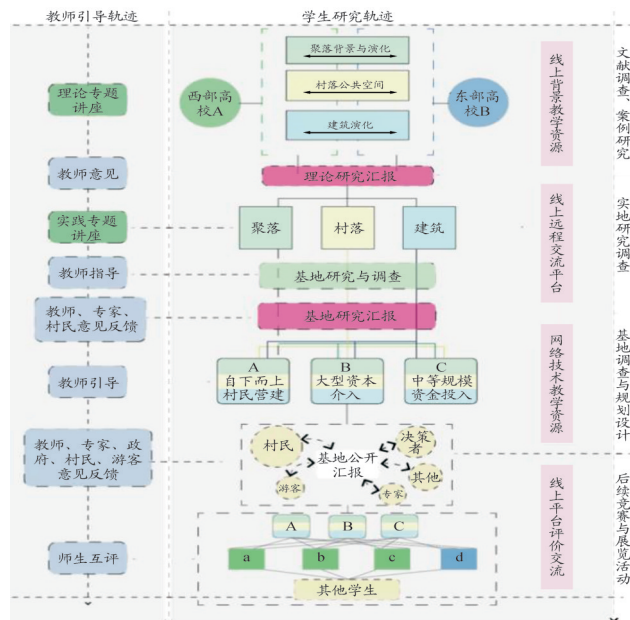 教师引导轨迹
学生研究轨迹
理论专题
讲座
教师意见
实践专题
讲座
教师指导
教师、专家、
村民意见反馈
教师引导
教师、专家、政
府、村民、游客
意见反馈
师生互评
聚落背景与演化
村落公共空间
建筑演化
西部高
校A
东部高
校B
理论研究汇报
聚落
村落
建筑
基地研究与调查
基地研究汇报
A
自下而上
村民营建
B
大型资本
介入
C
中等规模
资金投入
村民
决策
者
基地公开
汇报
其他
游客
专家
A
B
C
a
b
c
d
其他学生
线上背景教学资源
线上远程交流平台
网络技术教学资源
线上平台评价交流
文献调查、案例研究
实地研究调查
基地调查与规划设计
后续竞赛与展览活动